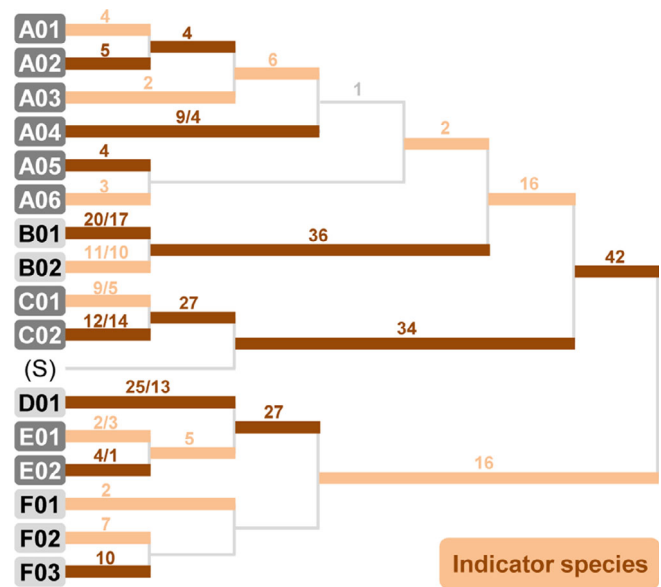 A01 4
4
A02 5
6
A03 2
1
A04 9/4
2
A05 4
A06 3
16
B01 20/17
36
B02 11/10
42
C01 9/5
27
C02 12/14
34
(S)
D01 25/13
27
E01 2/3
5
E02 4/1
16
F01 2
F02 7
F03 10
Indicator species